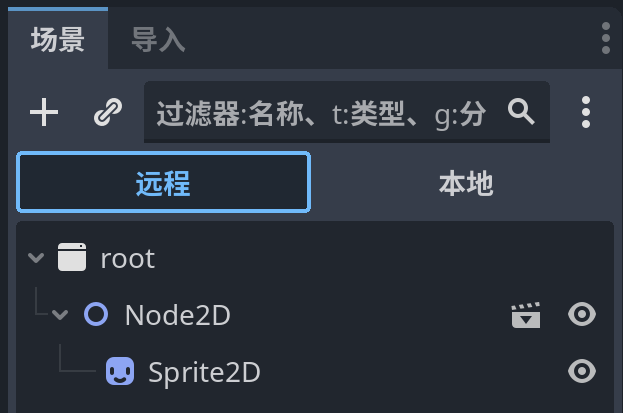 场景 导入
过滤器:名称、t:类型、g:分
远程 本地
root
Node2D
Sprite2D